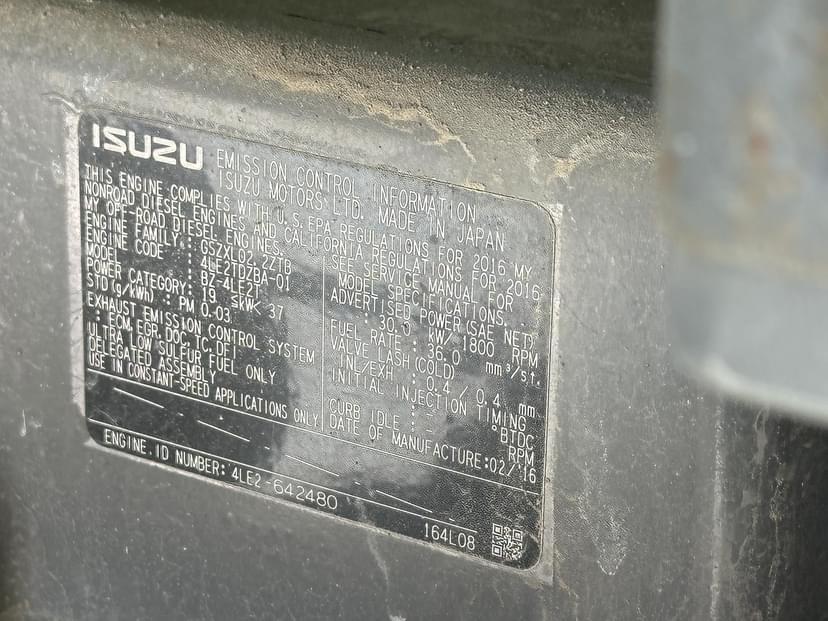 ISUZU EMISSION CONTROL INFORMATION
ISUZU MOTORS LTD. MADE IN JAPAN
THIS ENGINE COMPLIES WITH U.S. EPA REGULATIONS FOR 2016 MY
NONROAD DIESEL ENGINES AND CALIFORNIA REGULATIONS FOR 2016
MY OFF-ROAD DIESEL ENGINES.
ENGINE FAMILY : GSZXL02.2ZTB
ENGINE CODE : 4LE2TDZBA-01
MODEL : BZ-4LE2T
POWER CATEGORY: 19 ≤kW< 37
STD (g/kWh) : PM 0.03
EXHAUST EMISSION CONTROL SYSTEM
: ECM, EGR, DOC, TC, DFI
ULTRA LOW SULFUR FUEL ONLY
DELEGATED ASSEMBLY
USE IN CONSTANT-SPEED APPLICATIONS ONLY
SEE SERVICE MANUAL FOR
MODEL SPECIFICATIONS.
ADVERTISED POWER (SAE NET)
: 30.0 kW/ 1800 RPM
FUEL RATE : 36.0 mm³/st.
VALVE LASH (COLD)
INL/EXH : 0.4 / 0.4 mm
INITIAL INJECTION TIMING
: - °BTDC
CURB IDLE : - RPM
DATE OF MANUFACTURE:02/'16
ENGINE. ID NUMBER: 4LE2-642480
164L08